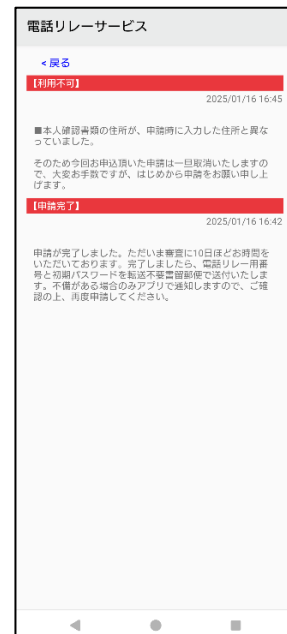 電話リレーサービス
<戻る
【利用不可】
2025/01/16 16:45
■本人確認書類の住所が、申請時に入力した住所と異な
っていました。
そのため今回お申込頂いた申請は一旦取消いたしますの
で、大変お手数ですが、はじめから申請をお願い申し上
げます。
【申請完了】
2025/01/16 16:42
申請が完了しました。ただいま審査に10日ほどお時間を
いただいております。完了しましたら、電話リレー用番
号と初期パスワードを転送不要書留郵便で送付いたしま
す。不備がある場合のみアプリで通知しますので、ご確
認の上、再度申請してください。